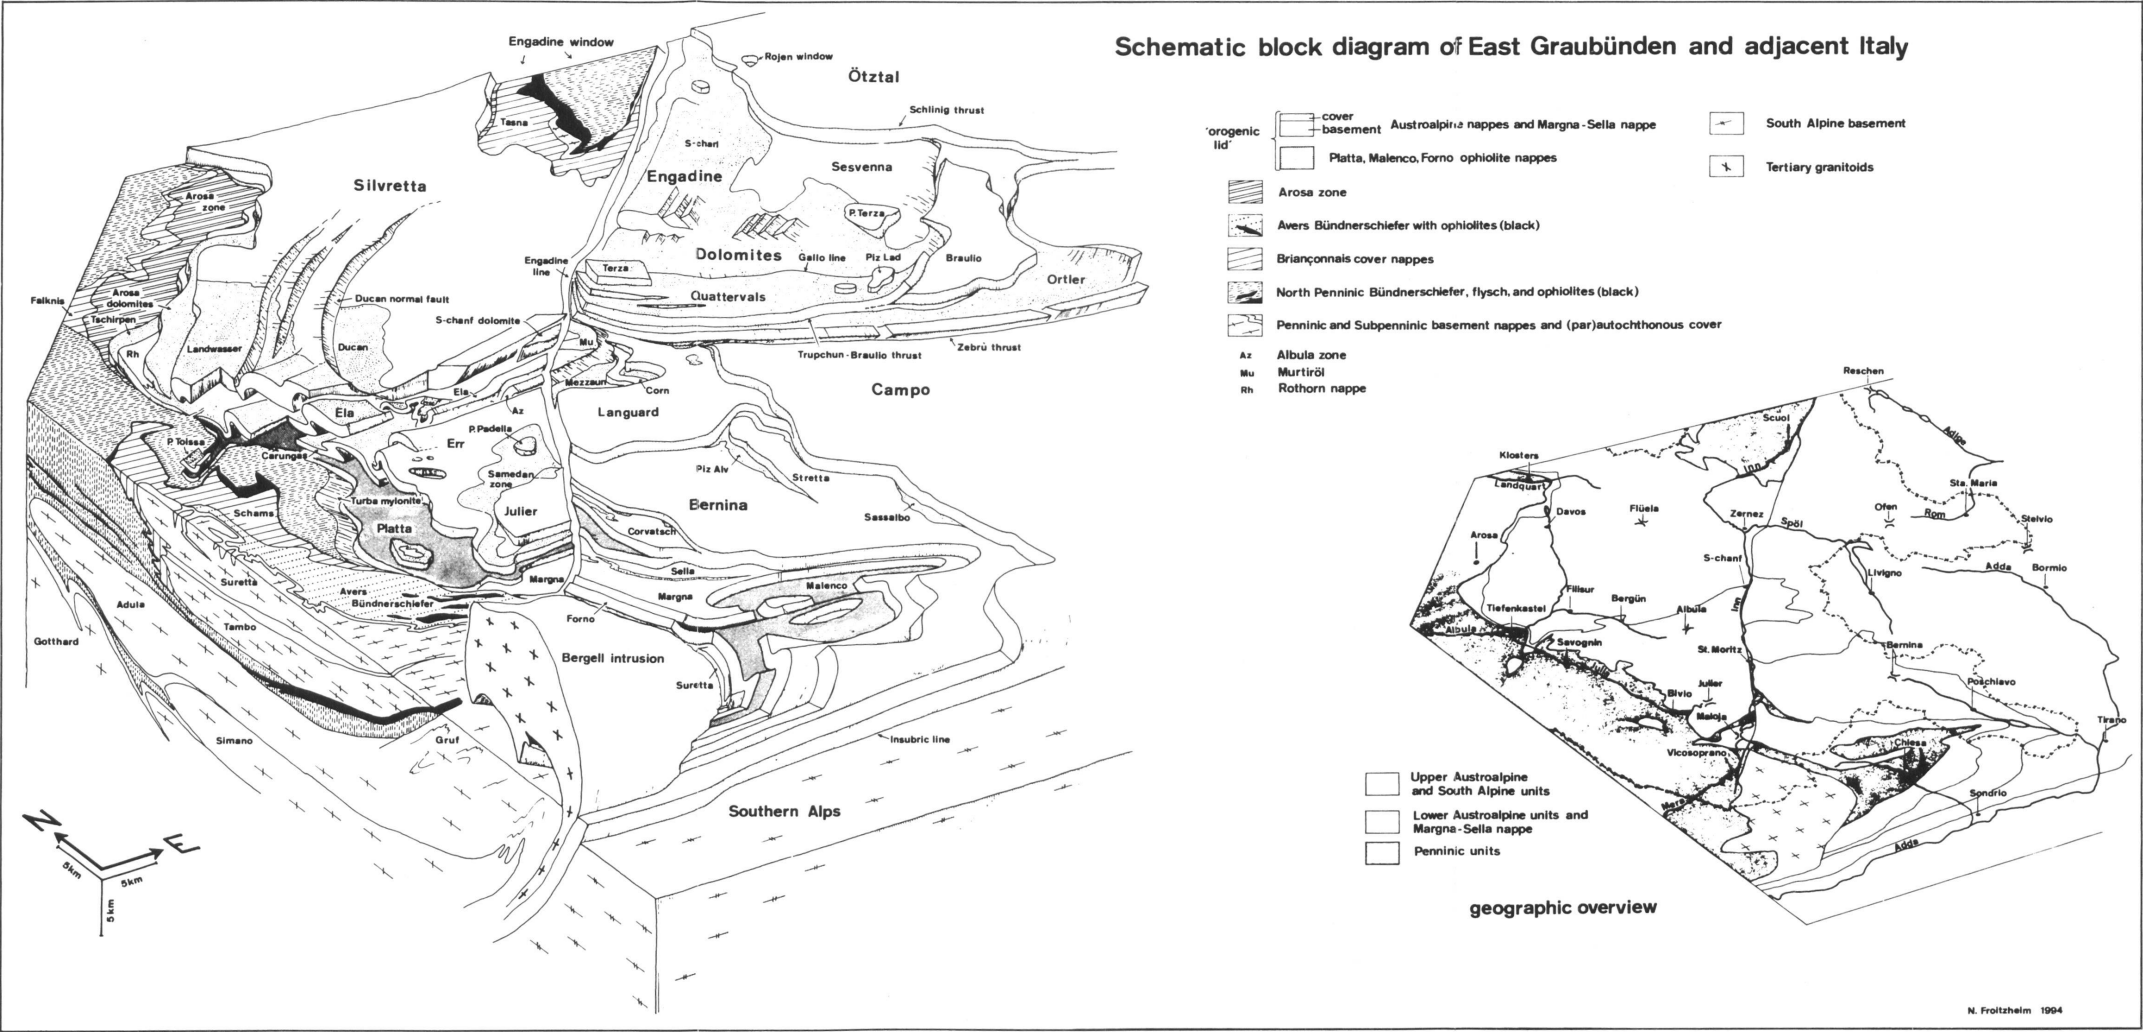 Schematic block diagram of East Graubünden and adjacent Italy
Engadine window
Rojen window
Ötztal
Schlinig thrust
Tasna
S-charl
Sesvenna
Engadine
Silvretta
Arosa
zone
P. Terza
Dolomites
Gallo line
Piz Lad
Braulio
Engadine
line
Terza
Ortler
Quattervals
Falknis
Arosa
dolomites
Ducan normal fault
Tschirpen
S-chanf dolomite
Rh
Landwasser
Ducan
Mu
Trupchun-Braulio thrust
Zebrù thrust
Mezzaun
Corn
Campo
Ela
Ela
Az
Languard
P. Toissa
Err
P. Padella
Carungas
Piz Alv
Stretta
Samedan
zone
Turba mylonite
Schams
Julier
Bernina
Sassalbo
Platta
Corvatsch
Suretta
Margna
Sella
Malenco
Avers
Bündnerschiefer
Margna
Adula
Forno
Tambo
Gotthard
Bergell intrusion
Suretta
Simano
Gruf
Insubric line
Southern Alps
N
E
5km
5km
5km
'orogenic
lid'
cover
basement
Austroalpine nappes and Margna-Sella nappe
Platta, Malenco, Forno ophiolite nappes
Arosa zone
Avers Bündnerschiefer with ophiolites (black)
Briançonnais cover nappes
North Penninic Bündnerschiefer, flysch, and ophiolites (black)
Penninic and Subpenninic basement nappes and (par)autochthonous cover
Az Albula zone
Mu Murtiröl
Rh Rothorn nappe
South Alpine basement
Tertiary granitoids
Reschen
Scuol
Adige
Klosters
Inn
Landquart
Sta. Maria
Davos
Flüela
Zernez
Ofen
Rom
Spöl
Stelvio
Arosa
S-chanf
Livigno
Adda
Bormio
Filisur
Tiefenkastel
Bergün
Albula
Inn
Albula
Savognin
St. Moritz
Bernina
Julia
Julier
Bivio
Poschiavo
Maloja
Tirano
Vicosoprano
Chiesa
Mera
Sondrio
Adda
Upper Austroalpine
and South Alpine units
Lower Austroalpine units and
Margna-Sella nappe
Penninic units
geographic overview
N. Froitzheim 1994